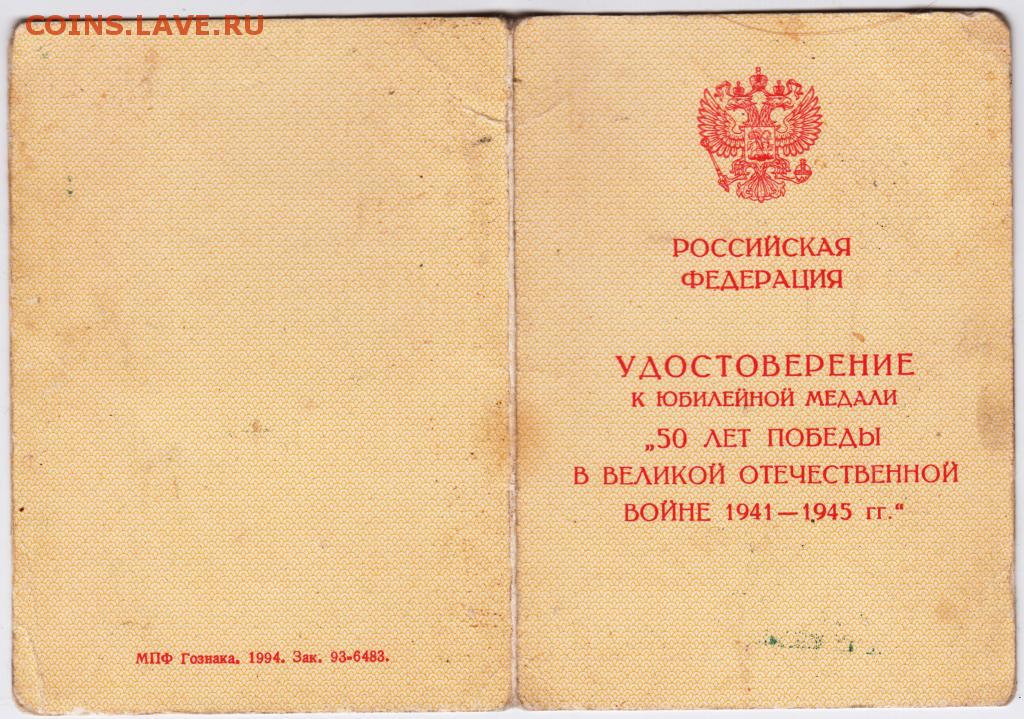 COINS.LAVE.RU
МПФ Гознака. 1994. Зак. 93-6483.
РОССИЙСКАЯ
ФЕДЕРАЦИЯ
УДОСТОВЕРЕНИЕ
К ЮБИЛЕЙНОЙ МЕДАЛИ
„50 ЛЕТ ПОБЕДЫ
В ВЕЛИКОЙ ОТЕЧЕСТВЕННОЙ
ВОЙНЕ 1941—1945 гг.“